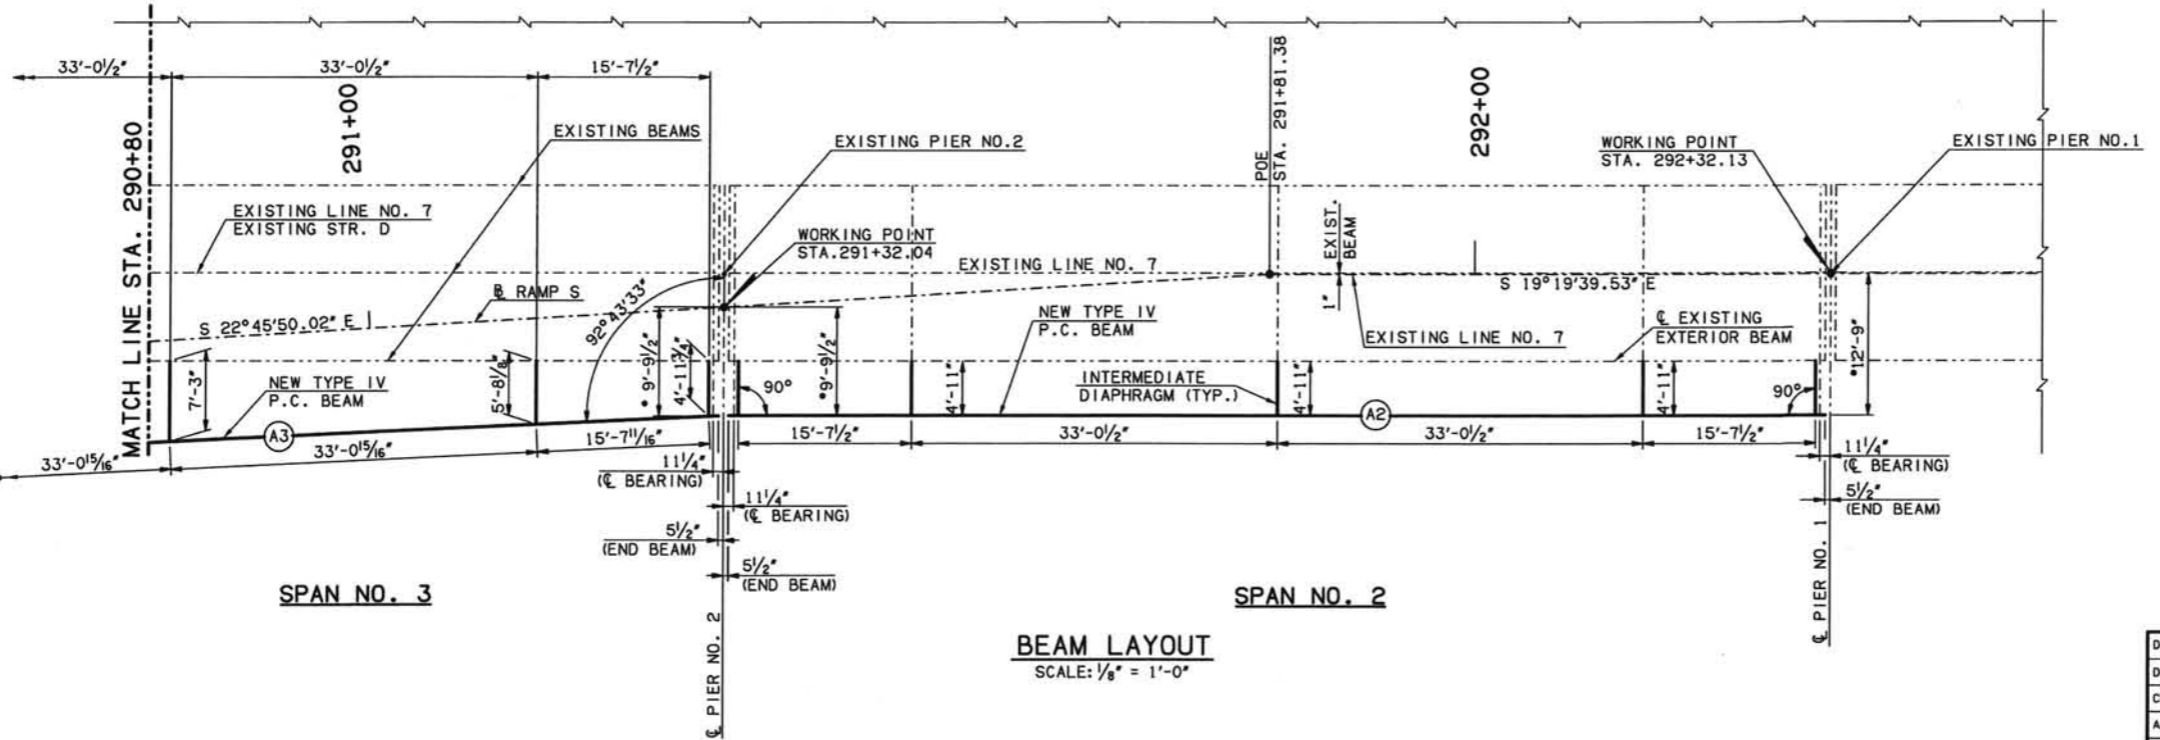 33'-0½"
33'-0½"
15'-7½"
MATCH LINE STA. 290+80
291+00
EXISTING BEAMS
EXISTING PIER NO.2
POE
STA. 291+81.38
292+00
WORKING POINT
STA. 292+32.13
EXISTING PIER NO.1
EXISTING LINE NO. 7
EXISTING STR. D
WORKING POINT
STA.291+32.04
EXISTING LINE NO. 7
EXIST.
BEAM
1"
S 19°19'39.53" E
℄ RAMP S
S 22°45'50.02" E
92°43'33"
NEW TYPE IV
P.C. BEAM
EXISTING LINE NO. 7
℄ EXISTING
EXTERIOR BEAM
7'-3"
NEW TYPE IV
P.C. BEAM
5'-8⅛"
*9'-9½"
4'-11¾"
90°
*9'-9½"
4'-11"
INTERMEDIATE
DIAPHRAGM (TYP.)
4'-11"
4'-11"
90°
*12'-9"
A3
A2
33'-0 15/16"
33'-0 15/16"
15'-7 11/16"
15'-7½"
33'-0½"
33'-0½"
15'-7½"
11¼"
(℄ BEARING)
11¼"
(℄ BEARING)
11¼"
(℄ BEARING)
5½"
(END BEAM)
5½"
(END BEAM)
5½"
(END BEAM)
℄ PIER NO. 2
℄ PIER NO. 1
SPAN NO. 3
SPAN NO. 2
BEAM LAYOUT
SCALE: ⅛" = 1'-0"
D
D
C
A